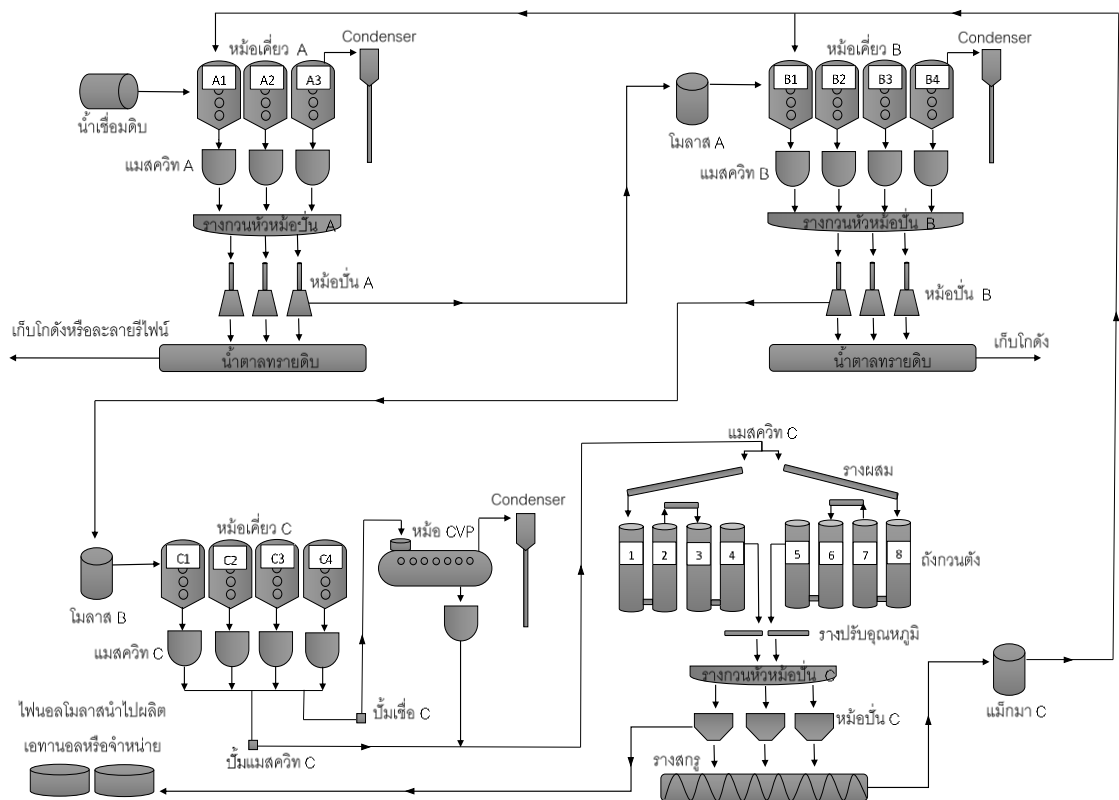 หม้อเคี่ยว A
Condenser
A1
A2
A3
น้ำเชื่อมดิบ
แมสควิท A
รางกวนหัวหม้อปั่น A
หม้อปั่น A
เก็บโกดังหรือละลายรีไฟน์
น้ำตาลทรายดิบ
หม้อเคี่ยว B
Condenser
B1
B2
B3
B4
โมลาส A
แมสควิท B
รางกวนหัวหม้อปั่น B
หม้อปั่น B
เก็บโกดัง
น้ำตาลทรายดิบ
หม้อเคี่ยว C
C1
C2
C3
C4
โมลาส B
แมสควิท C
หม้อ CVP
Condenser
ปั๊มเชื่อ C
ปั๊มแมสควิท C
แมสควิท C
รางผสม
1
2
3
4
5
6
7
8
ถังกวนตั้ง
รางปรับอุณหภูมิ
รางกวนหัวหม้อปั่น C
หม้อปั่น C
รางสกรู
แม็กมา C
ไฟนอลโมลาสนำไปผลิต
เอทานอลหรือจำหน่าย